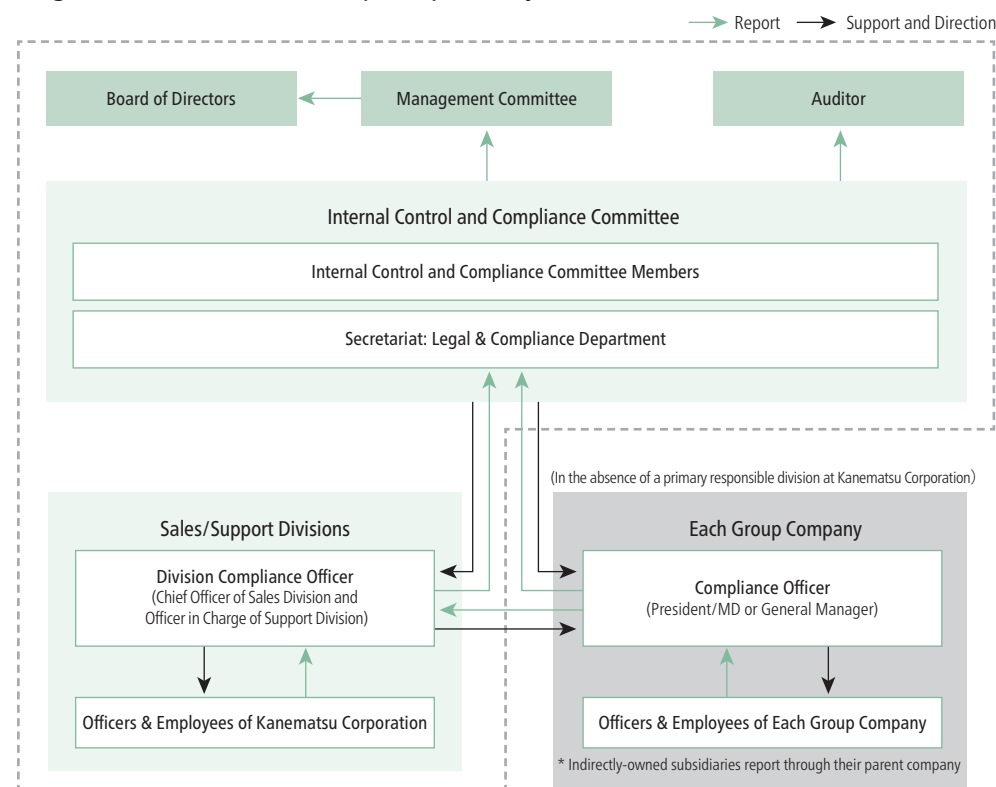 Report
Support and Direction
Board of Directors
Management Committee
Auditor
Internal Control and Compliance Committee
Internal Control and Compliance Committee Members
Secretariat: Legal & Compliance Department
(In the absence of a primary responsible division at Kanematsu Corporation)
Sales/Support Divisions
Division Compliance Officer
(Chief Officer of Sales Division and
Officer in Charge of Support Division)
Officers & Employees of Kanematsu Corporation
Each Group Company
Compliance Officer
(President/MD or General Manager)
Officers & Employees of Each Group Company
* Indirectly-owned subsidiaries report through their parent company